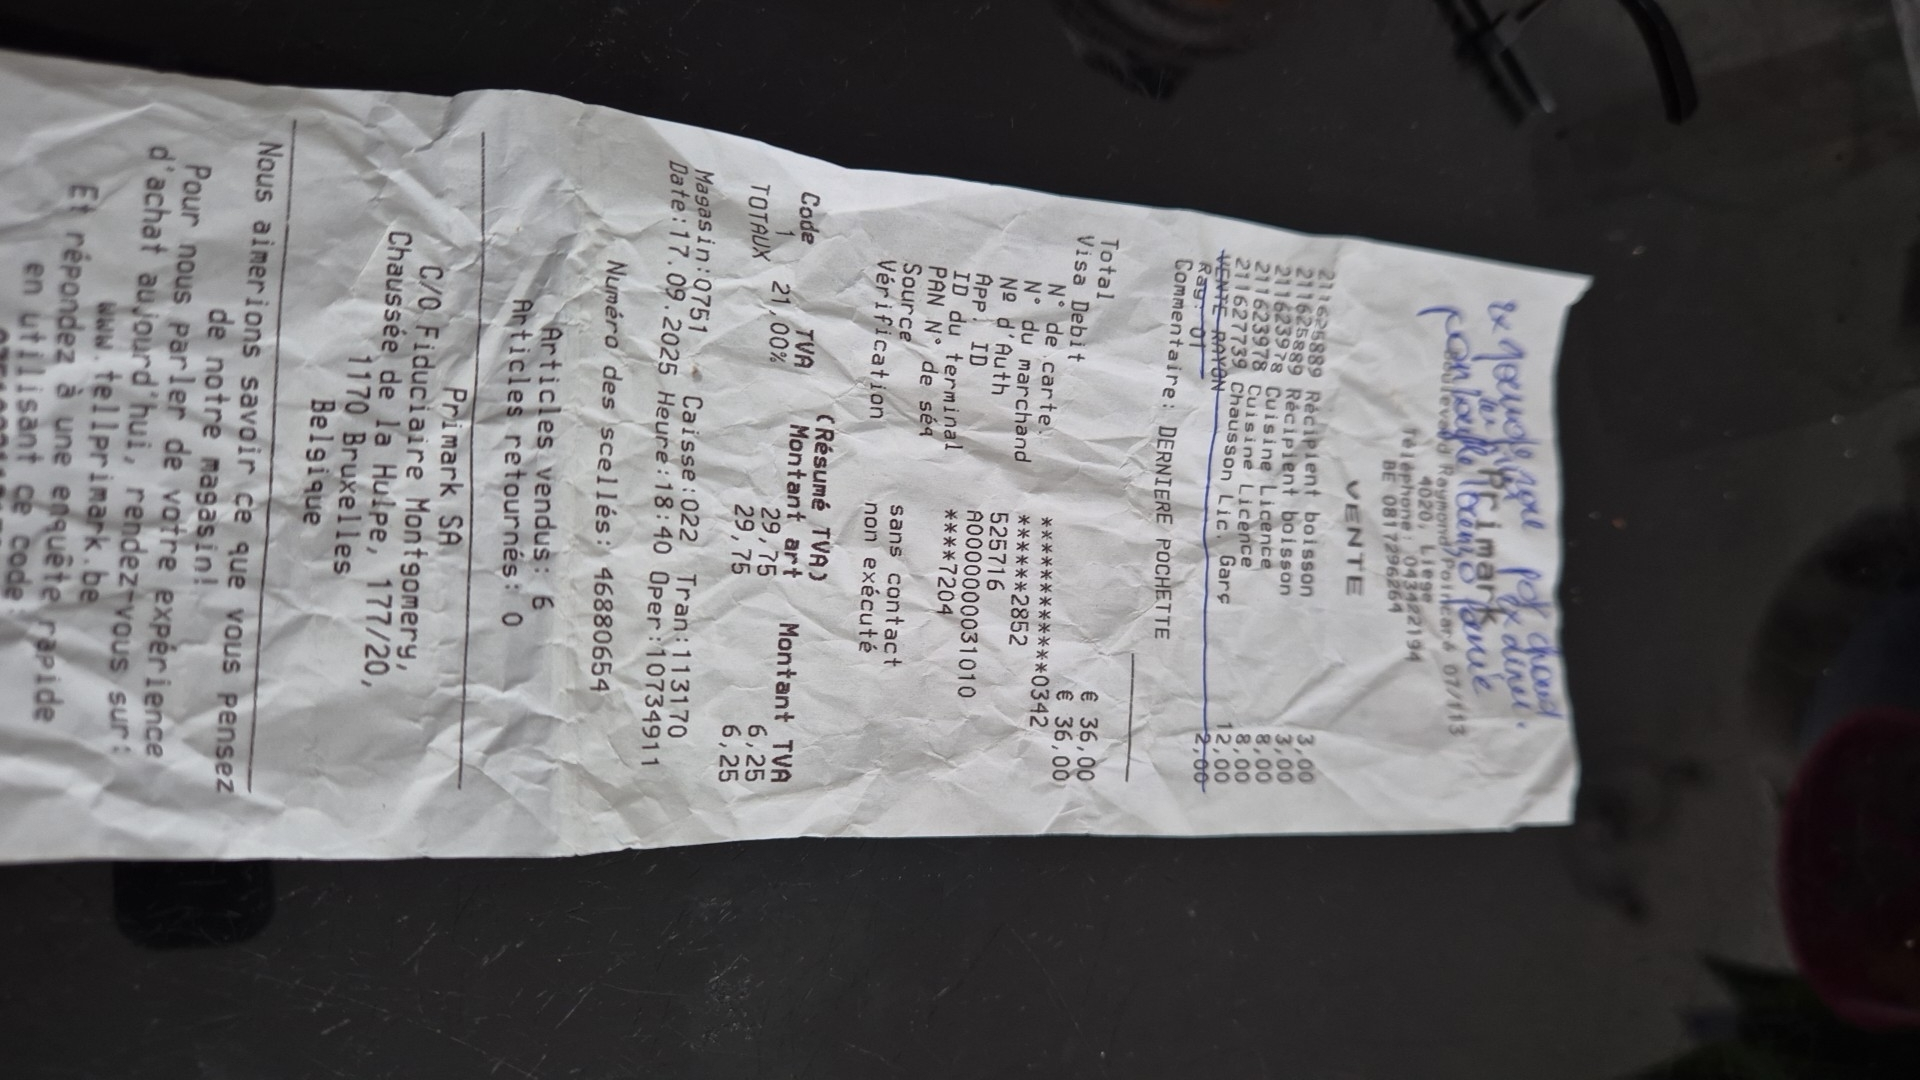 Primark
Boulevard Raymond Poincaré 07/113
4020, Liège
Téléphone: 043422194
BE 0817296264
VENTE
211625889 Récipient boisson 3,00
211625889 Récipient boisson 3,00
211623978 Cuisine Licence 8,00
211623978 Cuisine Licence 8,00
211627739 Chausson Lic. Garç 12,00
VENTE RAYON 2,00
Ray: 01
Commentaire: DERNIERE POCHETTE
Total € 36,00
Visa Debit € 36,00
N° de carte: ************0342
N° du marchand ******2852
Nº d'Auth 525716
App. ID A0000000031010
ID du terminal ****7204
PAN N° de séq
Source sans contact
Vérification non exécuté
(Résumé TVA)
Code TVA Montant art Montant TVA
1 21,00% 29,75 6,25
TOTAUX 29,75 6,25
Magasin:0751 Caisse:022 Tran:113170
Date:17.09.2025 Heure:18:40 Oper:10734911
Numéro des scellés: 46880654
Articles vendus: 6
Articles retournés: 0
Primark SA
C/O Fiduciaire Montgomery,
Chaussée de la Hulpe, 177/20,
1170 Bruxelles
Belgique
Nous aimerions savoir ce que vous pensez
de notre magasin!
Pour nous parler de votre expérience
d'achat aujourd'hui, rendez-vous sur:
www.tellprimark.be
Et répondez à une enquête rapide
en utilisant ce code: